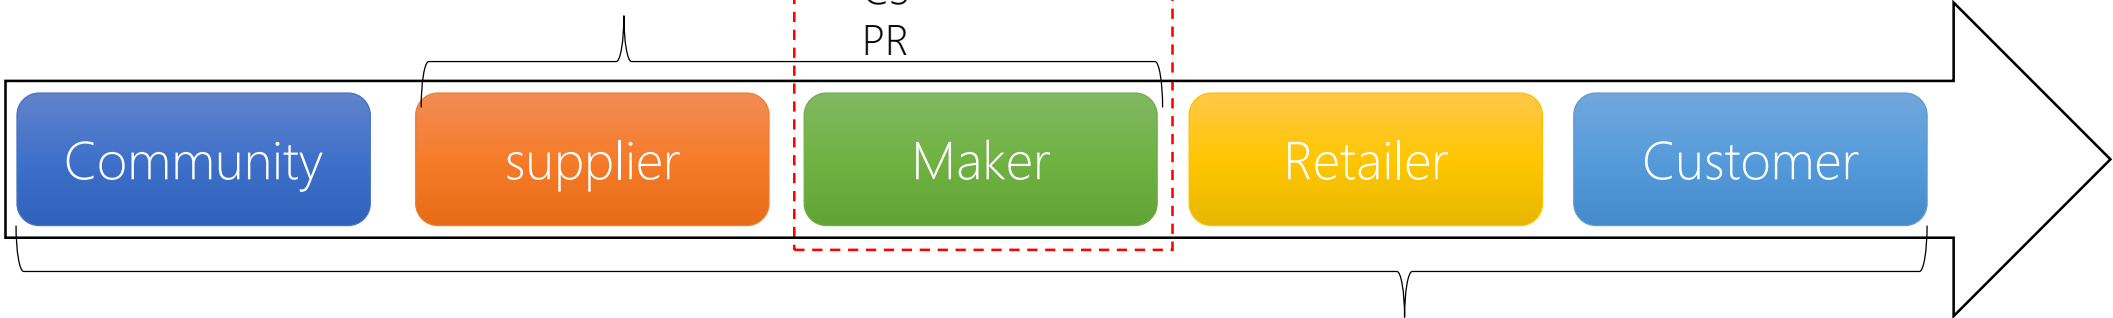 PR
Community
supplier
Maker
Retailer
Customer